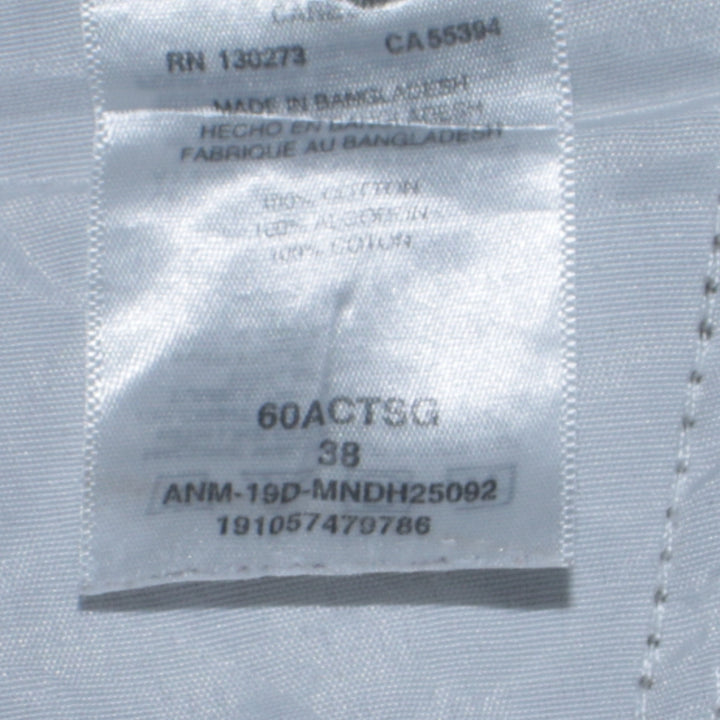 CARE
RN 130273 CA55394
MADE IN BANGLADESH
HECHO EN BANGLADESH
FABRIQUE AU BANGLADESH
100% COTTON
100% ALGODON
100% COTON
60ACTSG
38
ANM-19D-MNDH25092
191057479786